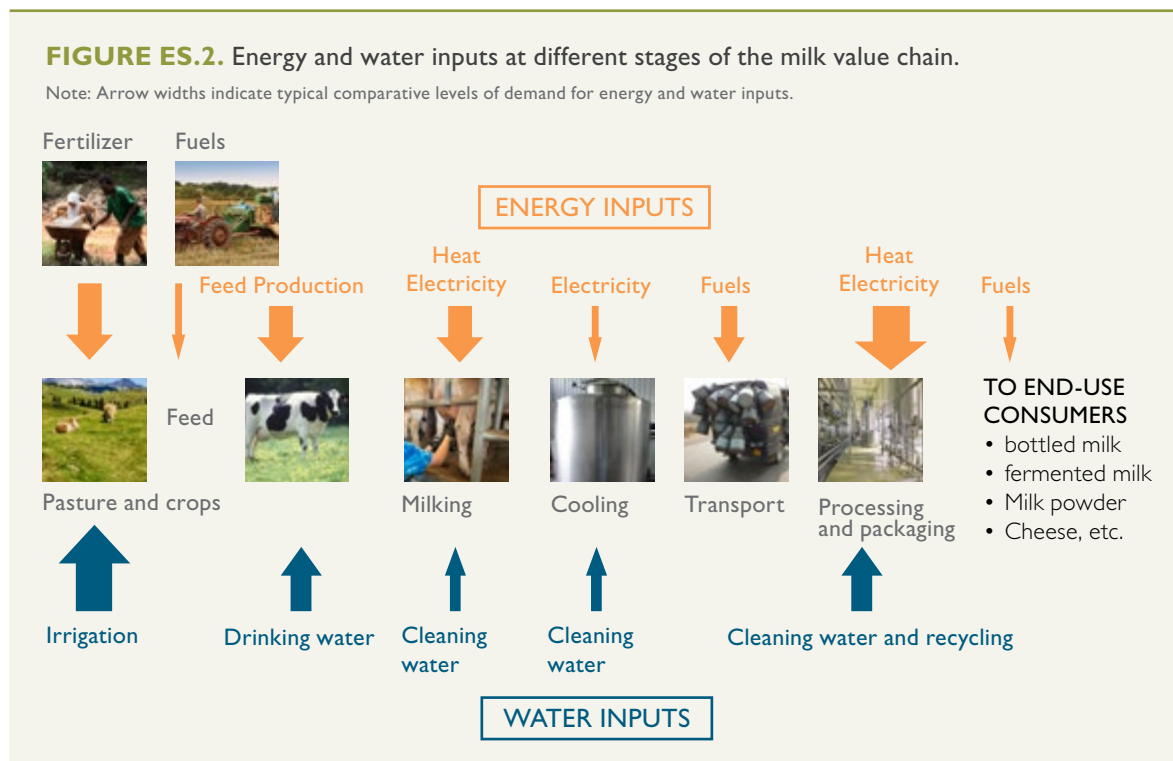 FIGURE ES.2. Energy and water inputs at different stages of the milk value chain.
Note: Arrow widths indicate typical comparative levels of demand for energy and water inputs.
Fertilizer
Fuels
ENERGY INPUTS
Feed Production
Heat
Electricity
Electricity
Fuels
Heat
Electricity
Fuels
Pasture and crops
Feed
Milking
Cooling
Transport
Processing
and packaging
TO END-USE
CONSUMERS
• bottled milk
• fermented milk
• Milk powder
• Cheese, etc.
Irrigation
Drinking water
Cleaning
water
Cleaning
water
Cleaning water and recycling
WATER INPUTS